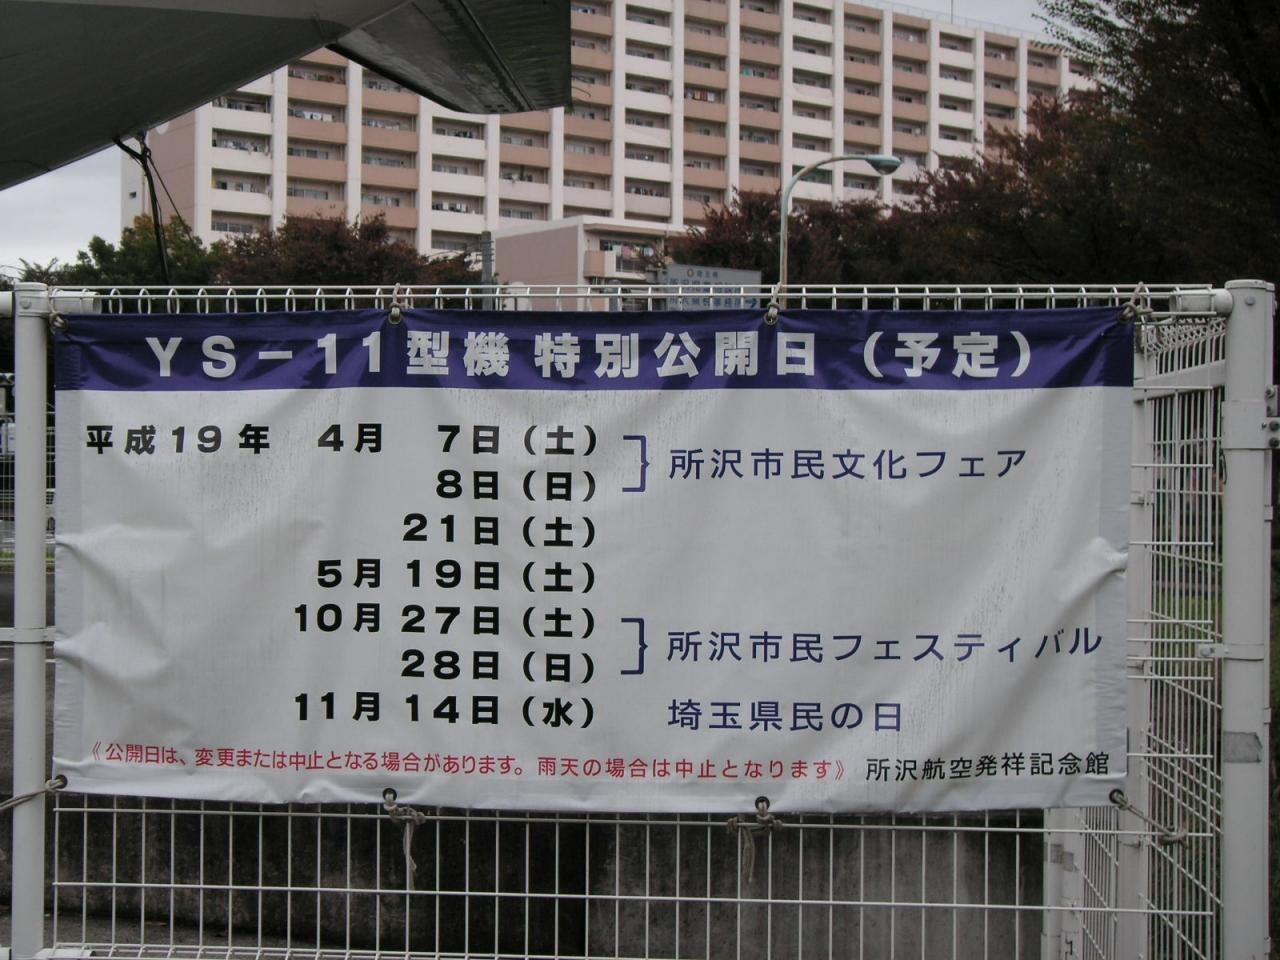 YS-11型機 特別公開日（予定）
平成19年 4月 7日（土）
8日（日）
所沢市民文化フェア
21日（土）
5月 19日（土）
10月 27日（土）
28日（日）
所沢市民フェスティバル
11月 14日（水） 埼玉県民の日
《公開日は、変更または中止となる場合があります。雨天の場合は中止となります》 所沢航空発祥記念館